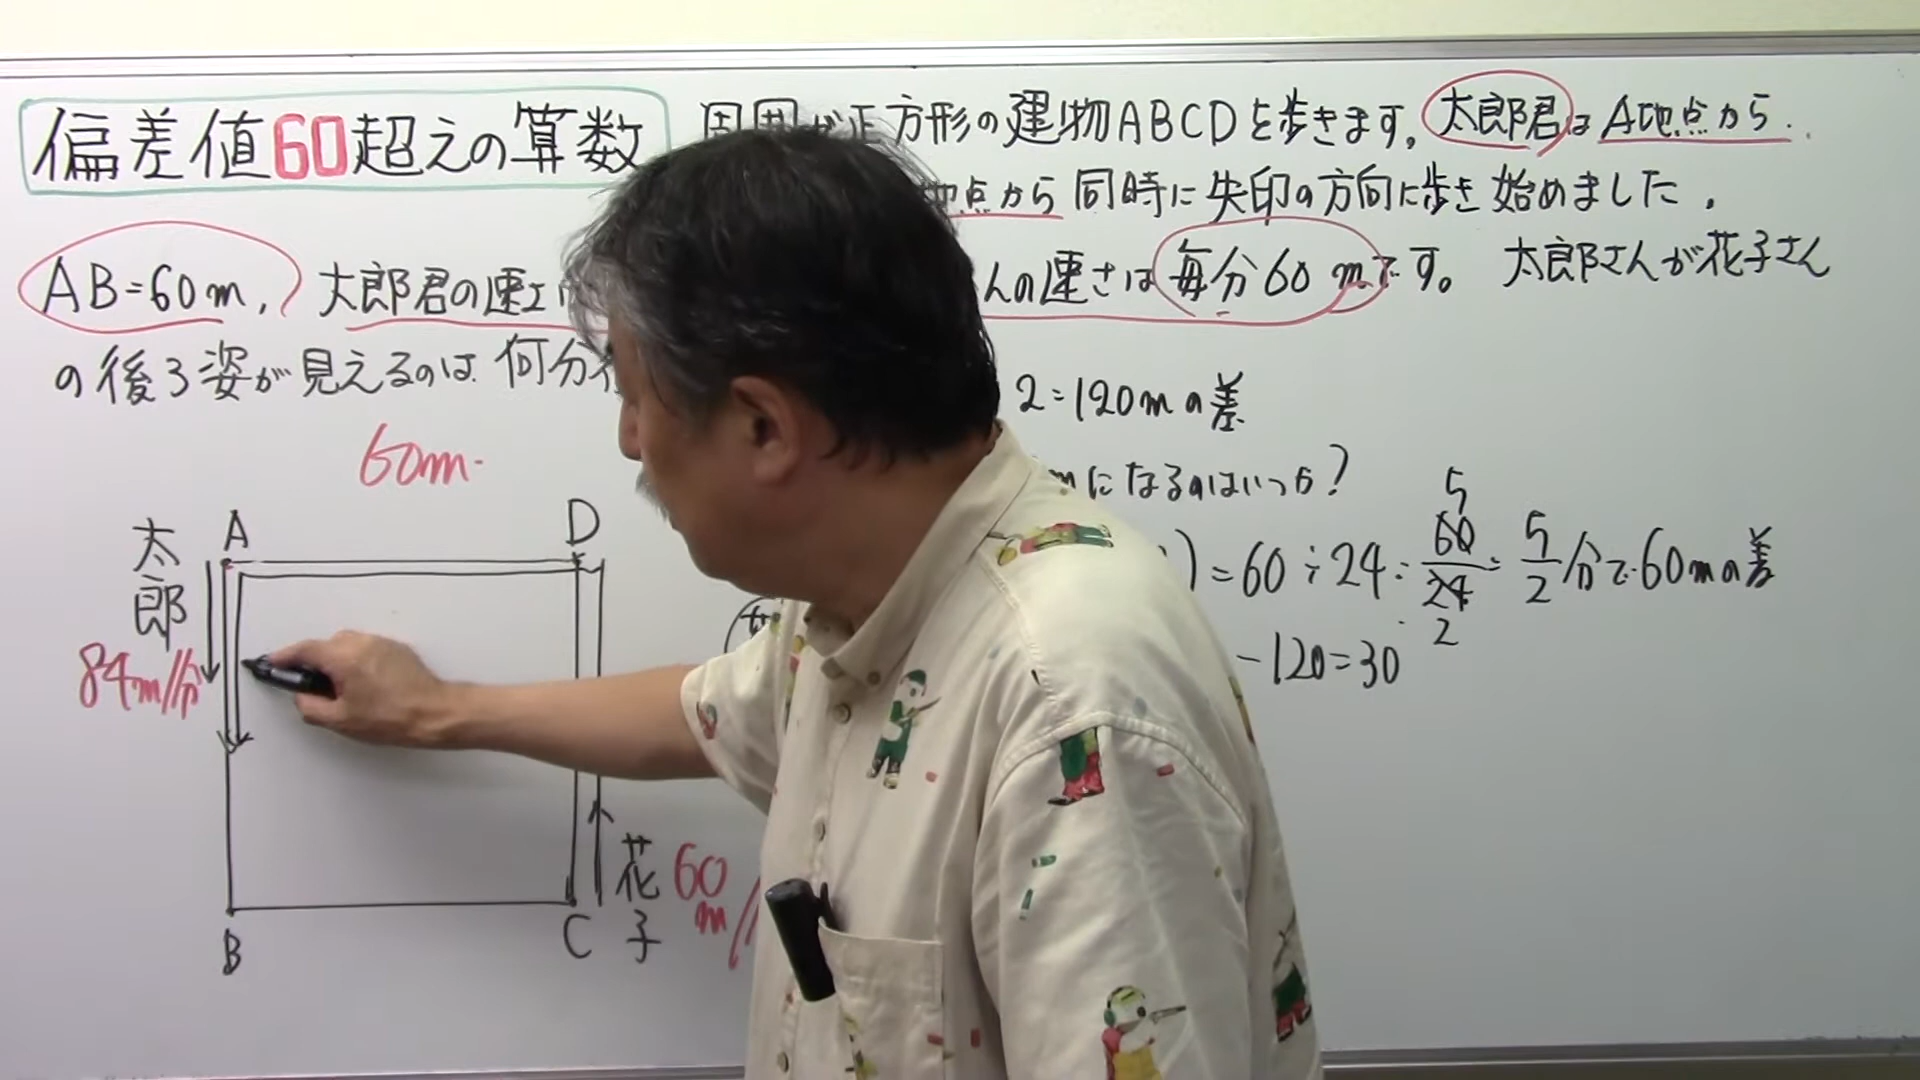 偏差値60超えの算数
周囲が正方形の建物ABCDを歩きます。太郎君はA地点から
地点から同時に矢印の方向に歩き始めました。
AB=60m, 太郎君の速さ
んの速さは毎分60mです。太郎さんが花子さん
の後ろ姿が見えるのは何分
2=120mの差
mになるのはいつか?
)=60÷24=60/24=5/2分で60mの差
5
2
-120=30
60m
A
D
太郎
84m/分
花子
60m/
B
C